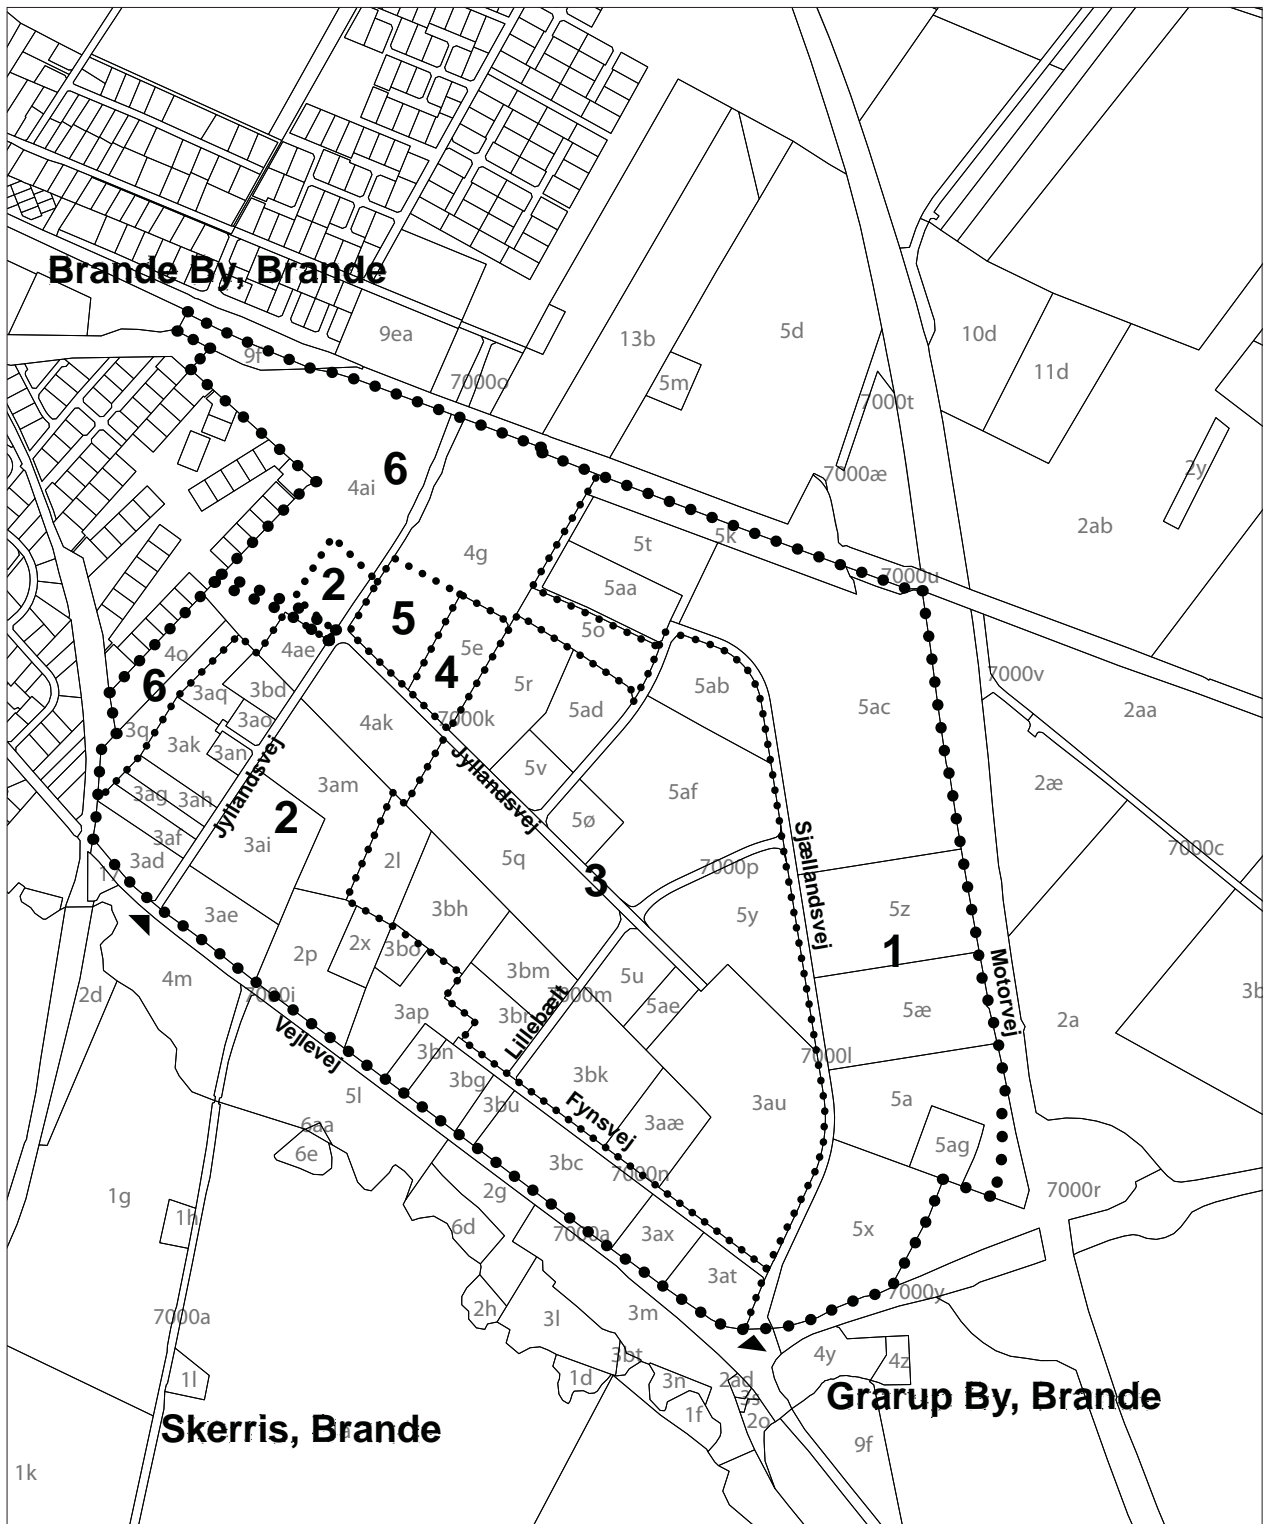 Brande By, Brande
9f
9ea
7000o
13b
5m
5d
10d
11d
7000t
7000æ
2y
2ab
6
4ai
4g
5t
5k
5aa
7000u
2
5
5o
4o
4ae
5e
4
6
3aq
3bd
5r
5ab
7000v
3q
3ao
4ak
7000k
5ad
5ac
2aa
3ak
3an
Jyllandsvej
Jyllandsvej
5v
3ag
3ah
3am
5af
2æ
2
5ø
3af
3ai
Sjællandsvej
7000c
3ad
2l
5q
7000p
3
3ae
3bh
5y
5z
2x
3bo
1
2p
3bm
Motorvej
4m
5u
2d
7000i
7000m
5ae
3ap
5æ
2a
Vejlevej
Lillebælt
3bn
7000l
3bg
3bk
5l
3bu
Fynsvej
3au
5a
6aa
3aæ
6e
5ag
3bc
7000n
1g
2g
7000r
1h
6d
7000a
3ax
5x
3at
7000y
7000a
2h
3l
3m
3bt
4y
4z
1l
1d
3n
2ad
1f
2o
Grarup By, Brande
Skerris, Brande
9f
1k